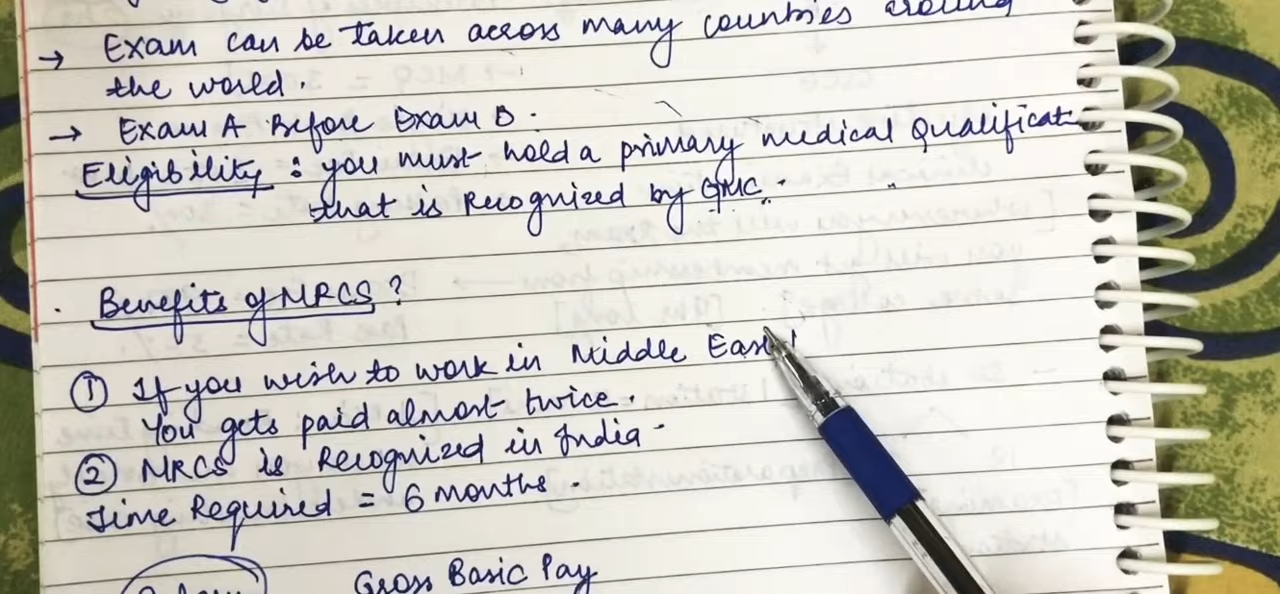 → Exam can be taken across many countries around
the world.
→ Exam A Before Exam B.
Eligibility : you must hold a primary medical Qualificat
that is Recognized by GMC.
. Benefits of MRCS?
① If you wish to work in Middle East
You gets paid almost twice.
② MRCS is Recognized in India.
Time Required = 6 months.
Gross Basic Pay